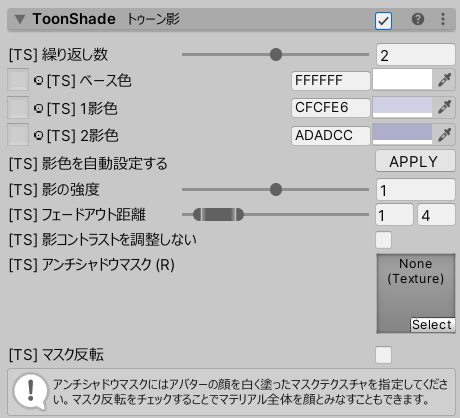 ToonShade トゥーン影
[TS] 繰り返し数 2
[TS] ベース色 FFFFFF
[TS] 1影色 CFCFE6
[TS] 2影色 ADADCC
[TS] 影色を自動設定する APPLY
[TS] 影の強度 1
[TS] フェードアウト距離 1 4
[TS] 影コントラストを調整しない
[TS] アンチシャドウマスク (R) None
(Texture)
Select
[TS] マスク反転
アンチシャドウマスクにはアバターの顔を白く塗ったマスクテクスチャを指定してくださ
い。マスク反転をチェックすることでマテリアル全体を顔とみなすこともできます。